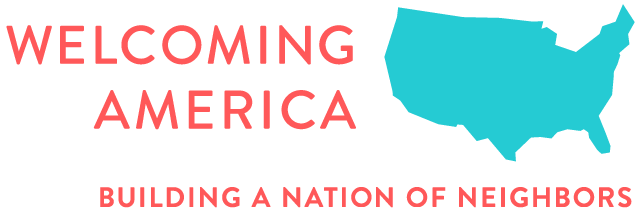 WELCOMING
AMERICA
BUILDING A NATION OF NEIGHBORS